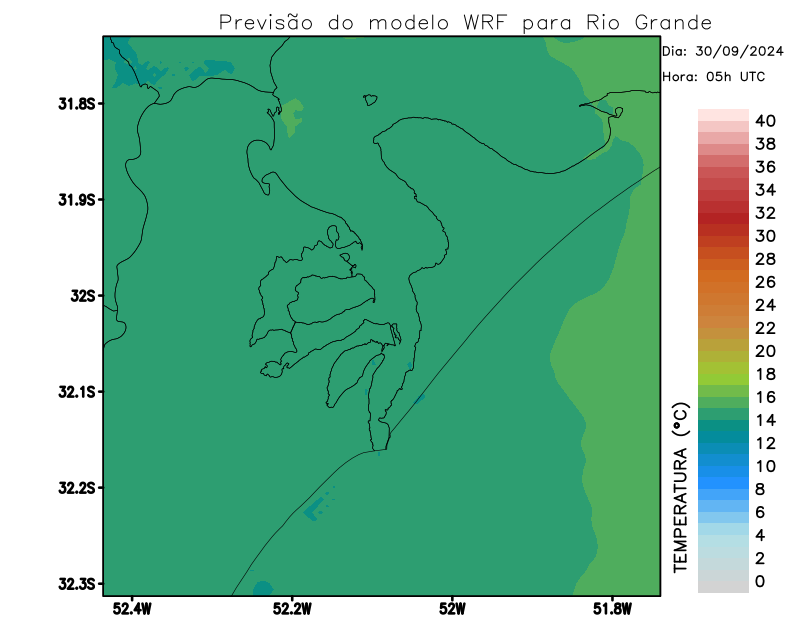 Previsão do modelo WRF para Rio Grande
Dia: 30/09/2024
Hora: 05h UTC
31.8S
31.9S
32S
32.1S
32.2S
32.3S
52.4W
52.2W
52W
51.8W
TEMPERATURA (°C)
40
38
36
34
32
30
28
26
24
22
20
18
16
14
12
10
8
6
4
2
0